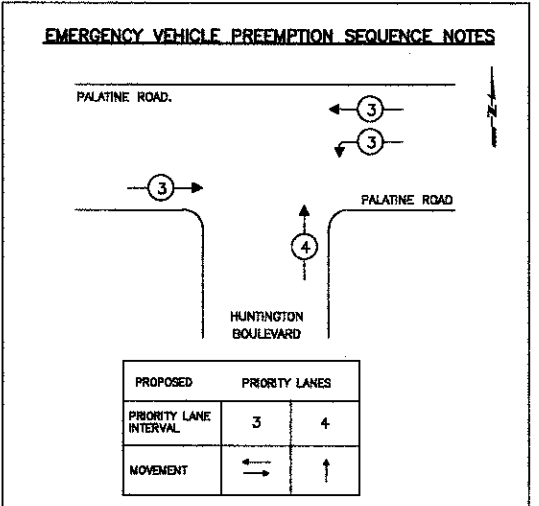 EMERGENCY VEHICLE PREEMPTION SEQUENCE NOTES
PALATINE ROAD.
3
N
3
3
PALATINE ROAD
4
HUNTINGTON
BOULEVARD
PROPOSED PRIORITY LANES
PRIORITY LANE
INTERVAL 3 4
MOVEMENT